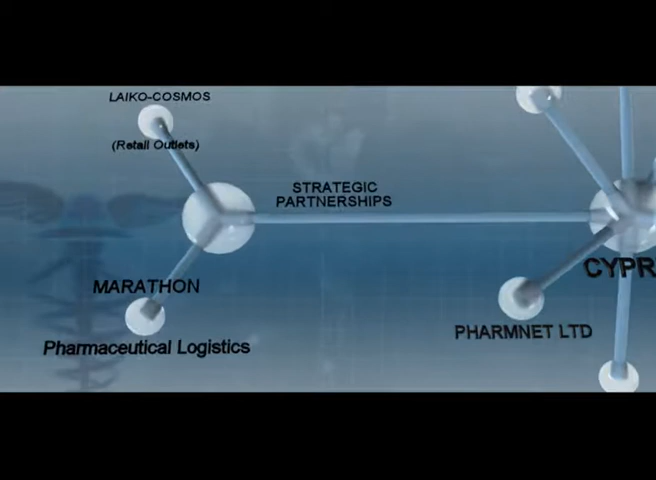 LAIKO-COSMOS
(Retail Outlets)
STRATEGIC
PARTNERSHIPS
CYPR
MARATHON
PHARMNET LTD
Pharmaceutical Logistics